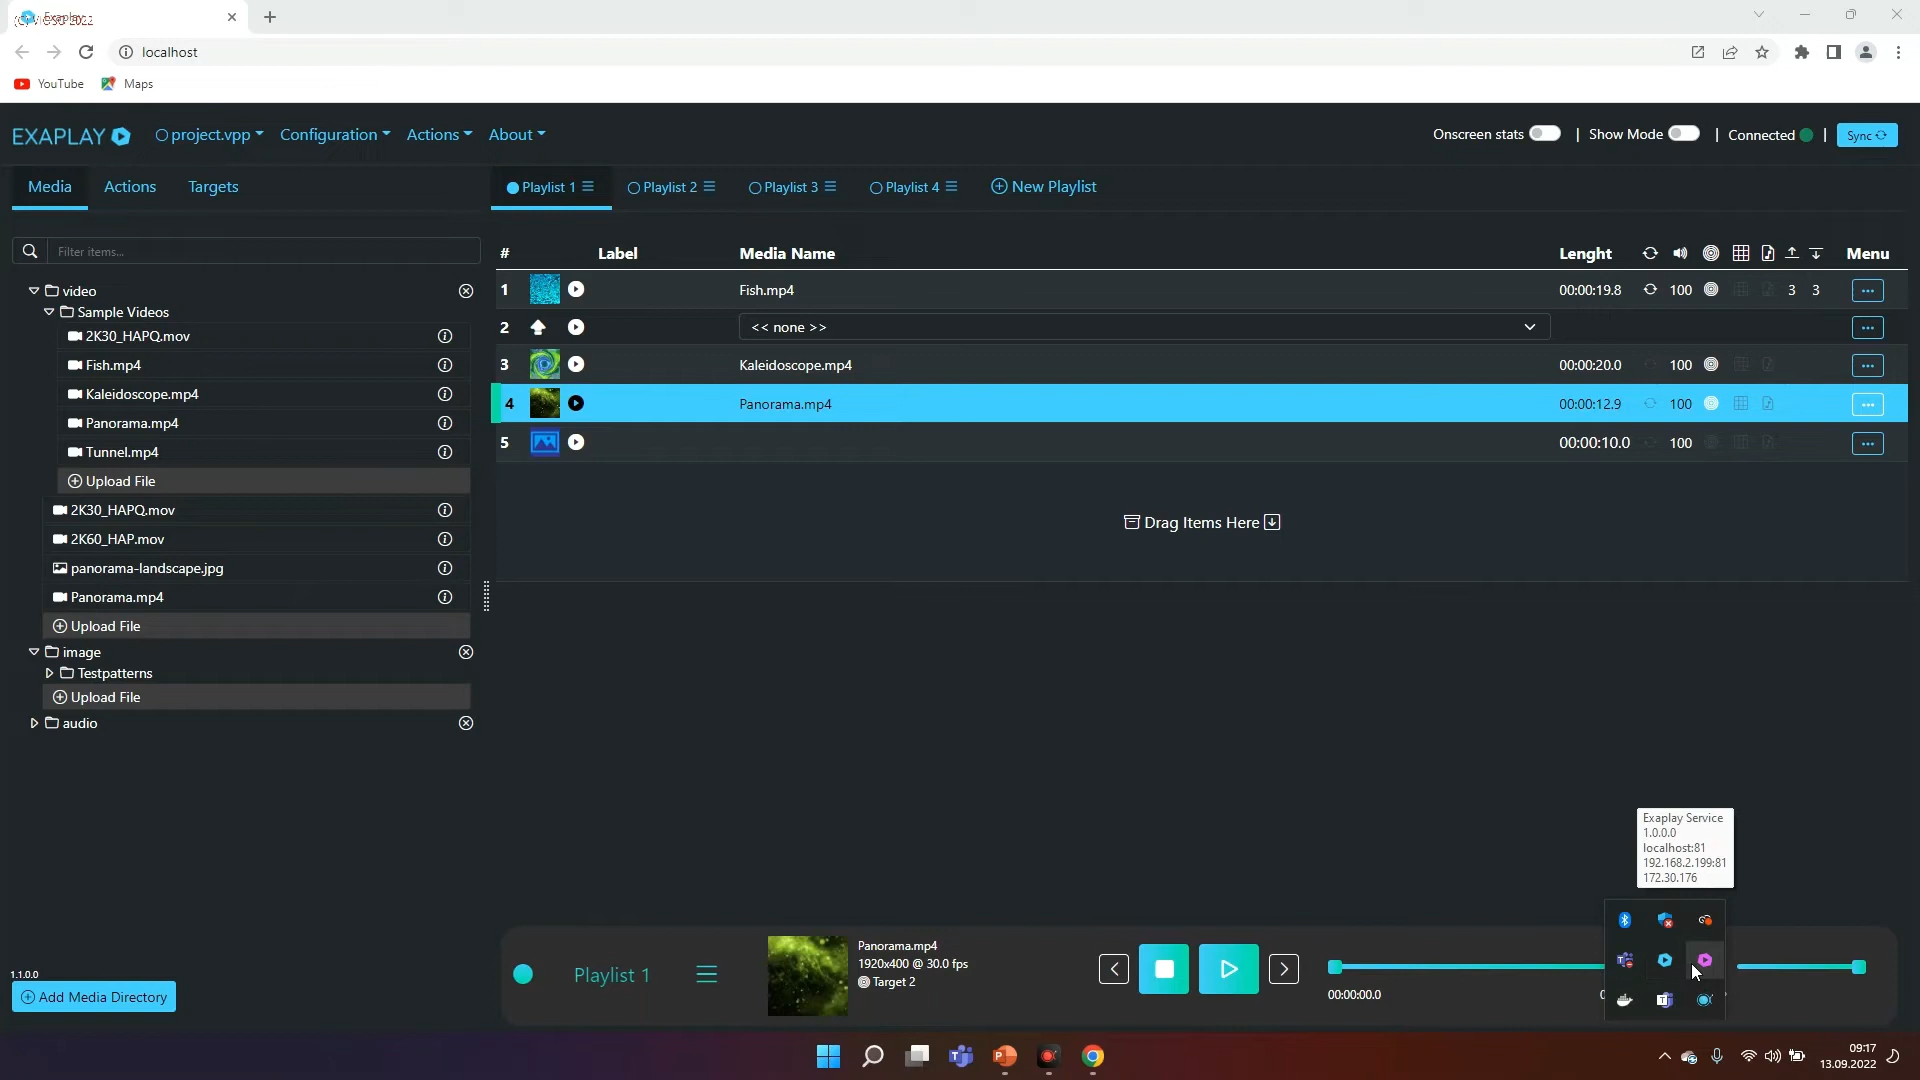 (C) VIOSO 2022
localhost
YouTube
Maps
EXAPLAY
project.vpp
Configuration
Actions
About
Onscreen stats
| Show Mode
| Connected
|
Sync
Media
Actions
Targets
Playlist 1
Playlist 2
Playlist 3
Playlist 4
New Playlist
Filter items...
# Label Media Name Lenght Menu
1 Fish.mp4 00:00:19.8 100 3 3 ...
2 << none >> ...
3 Kaleidoscope.mp4 00:00:20.0 100 ...
4 Panorama.mp4 00:00:12.9 100 ...
5 00:00:10.0 100 ...
Drag Items Here
video
Sample Videos
2K30_HAPQ.mov
Fish.mp4
Kaleidoscope.mp4
Panorama.mp4
Tunnel.mp4
Upload File
2K30_HAPQ.mov
2K60_HAP.mov
panorama-landscape.jpg
Panorama.mp4
Upload File
image
Testpatterns
Upload File
audio
1.1.0.0
Add Media Directory
Playlist 1
Panorama.mp4
1920x400 @ 30.0 fps
Target 2
00:00:00.0
Exaplay Service
1.0.0.0
localhost:81
192.168.2.199:81
172.30.176
09:17
13.09.2022